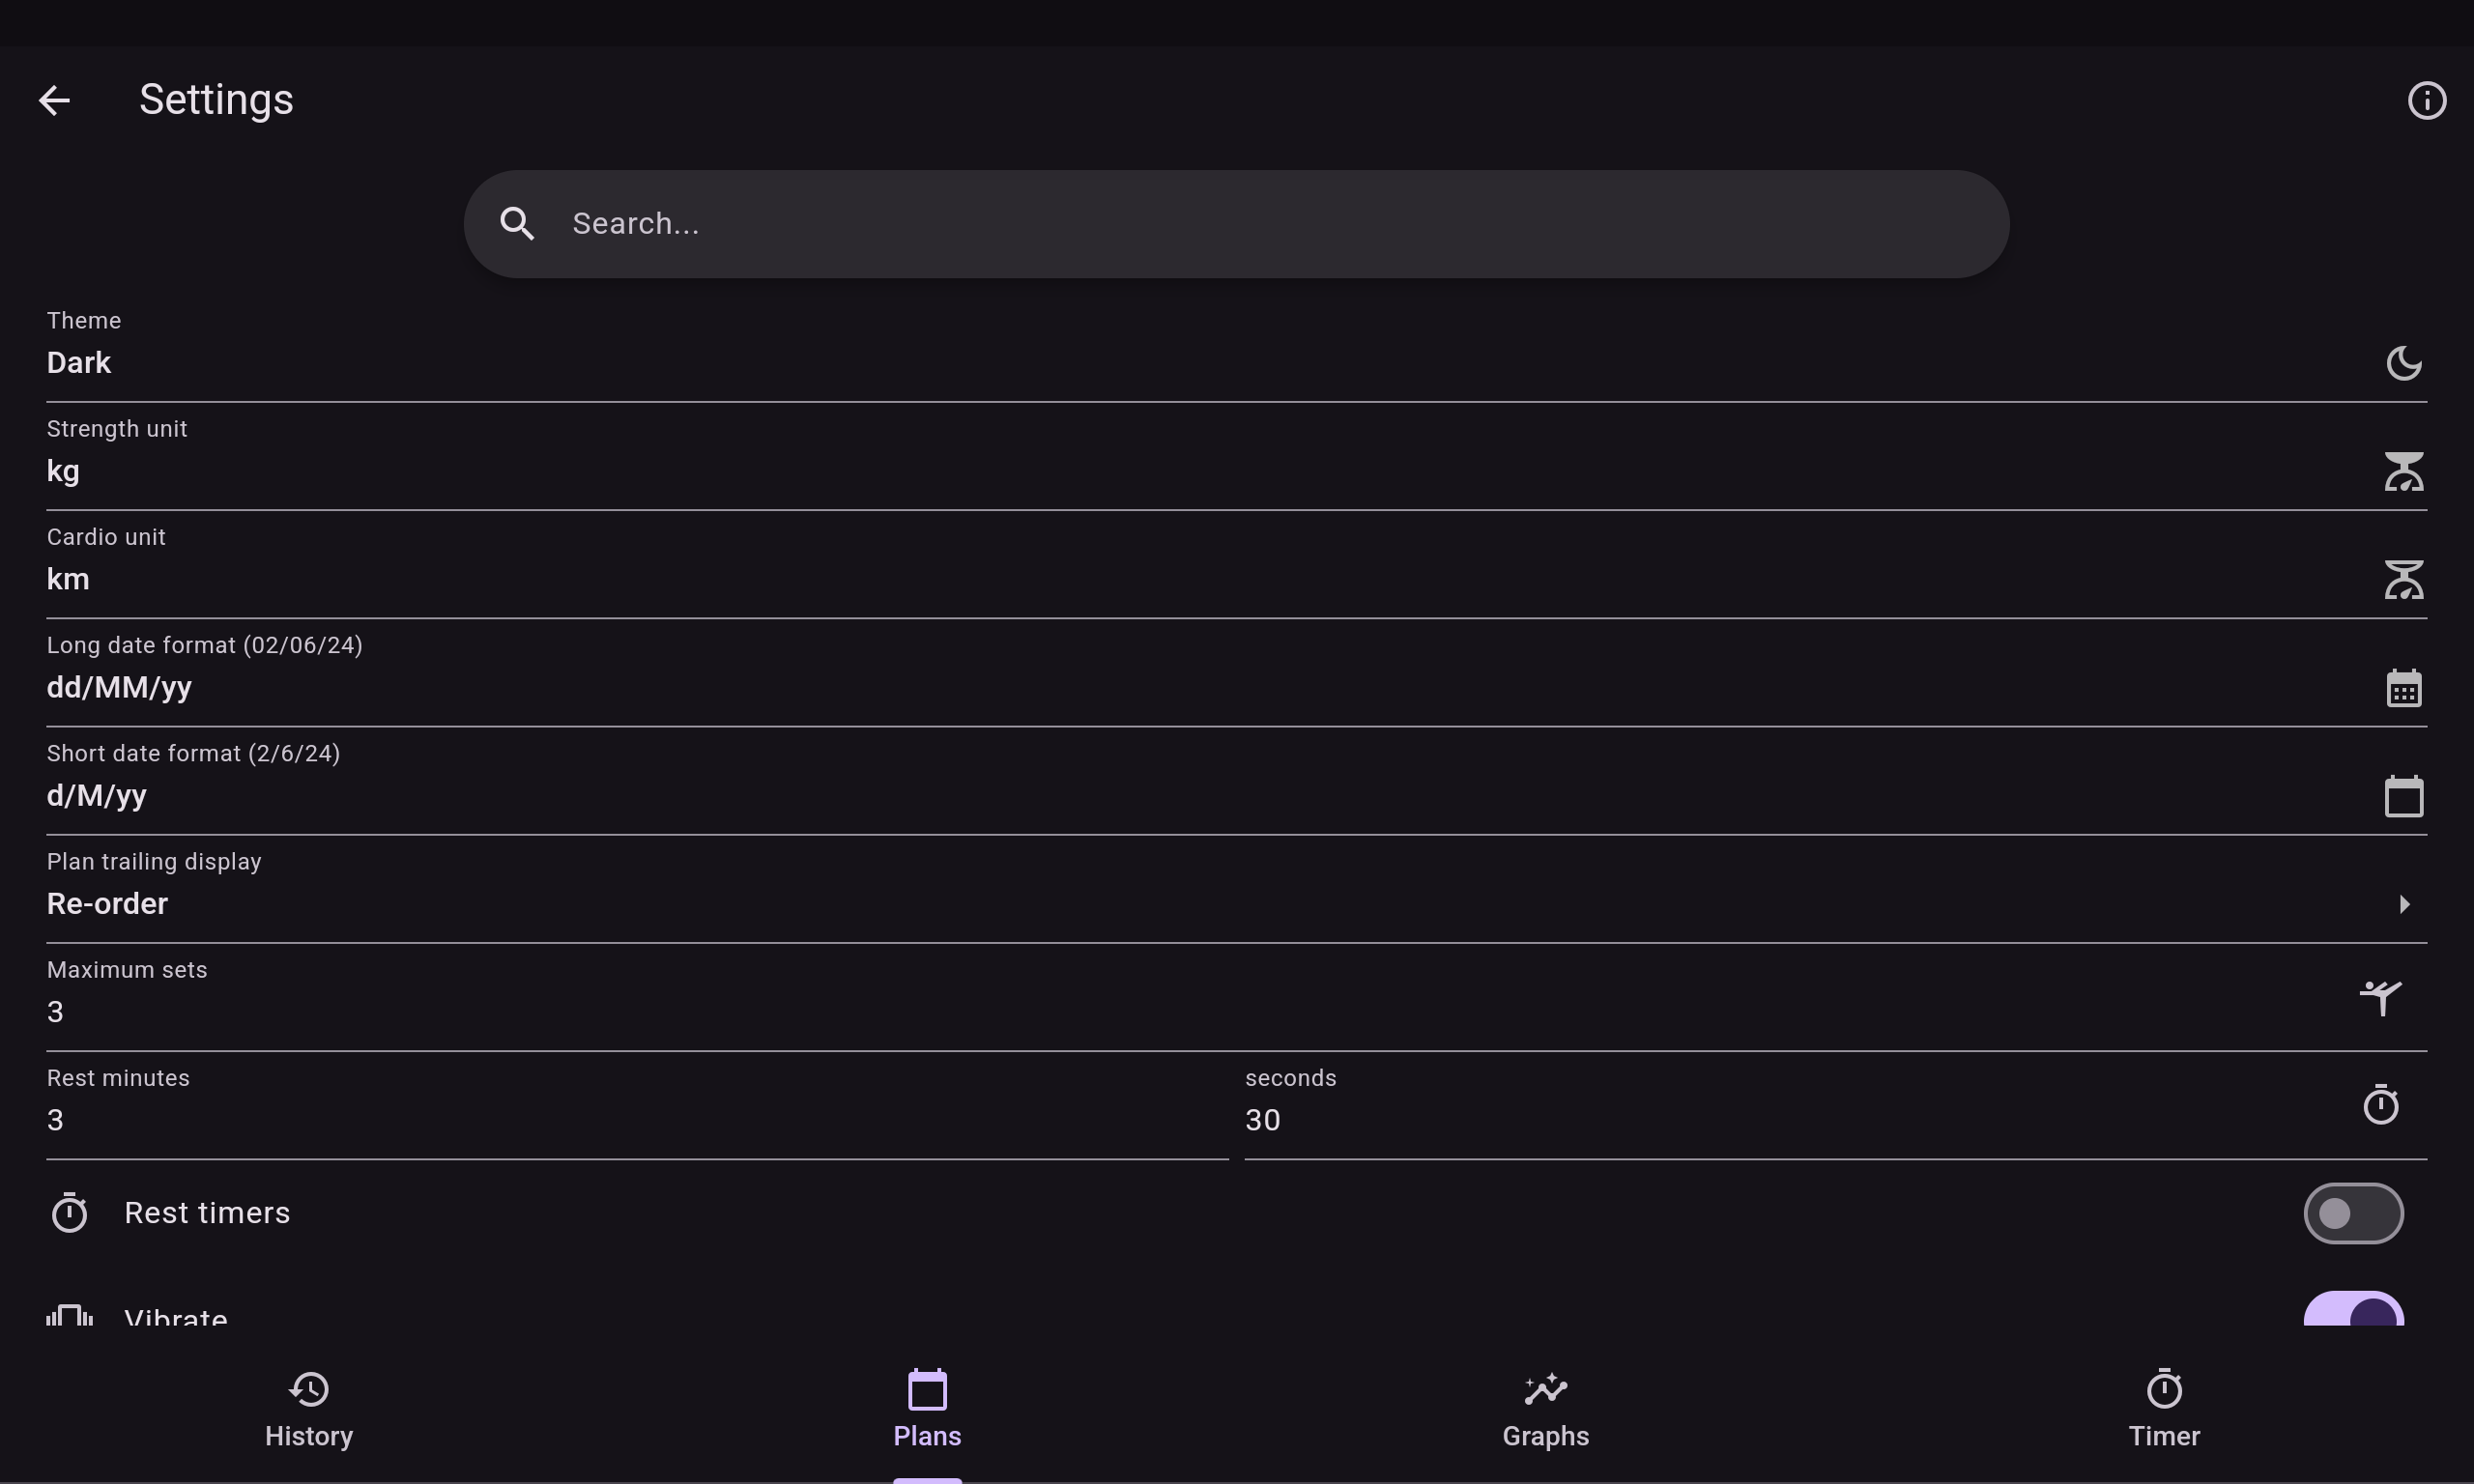 Settings
Search...
Theme
Dark
Strength unit
kg
Cardio unit
km
Long date format (02/06/24)
dd/MM/yy
Short date format (2/6/24)
d/M/yy
Plan trailing display
Re-order
Maximum sets
3
Rest minutes
3
seconds
30
Rest timers
Vibrate
History
Plans
Graphs
Timer